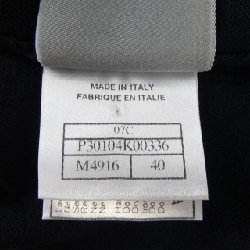 MADE IN ITALY
FABRIQUE EN ITALIE
07C
P30104K00336
M4916 40